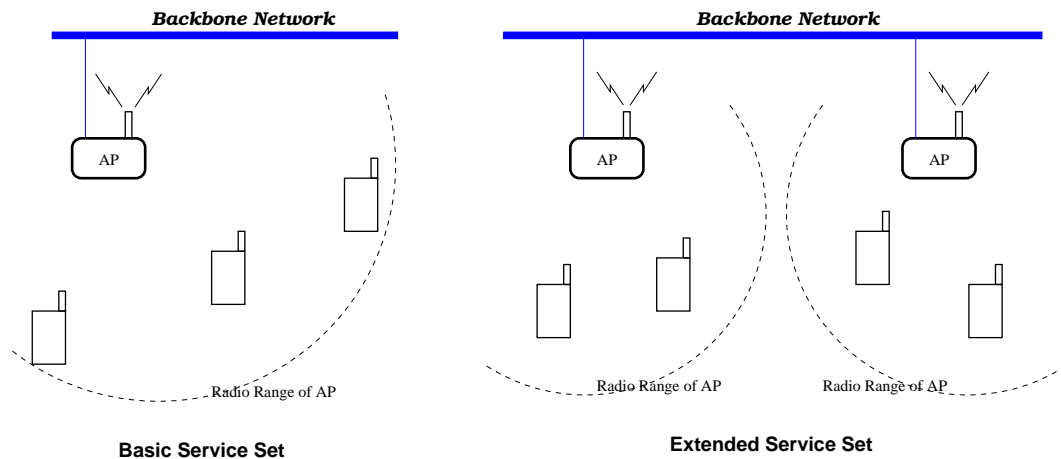 Backbone Network
AP
Radio Range of AP
Basic Service Set
Backbone Network
AP
AP
Radio Range of AP
Radio Range of AP
Extended Service Set